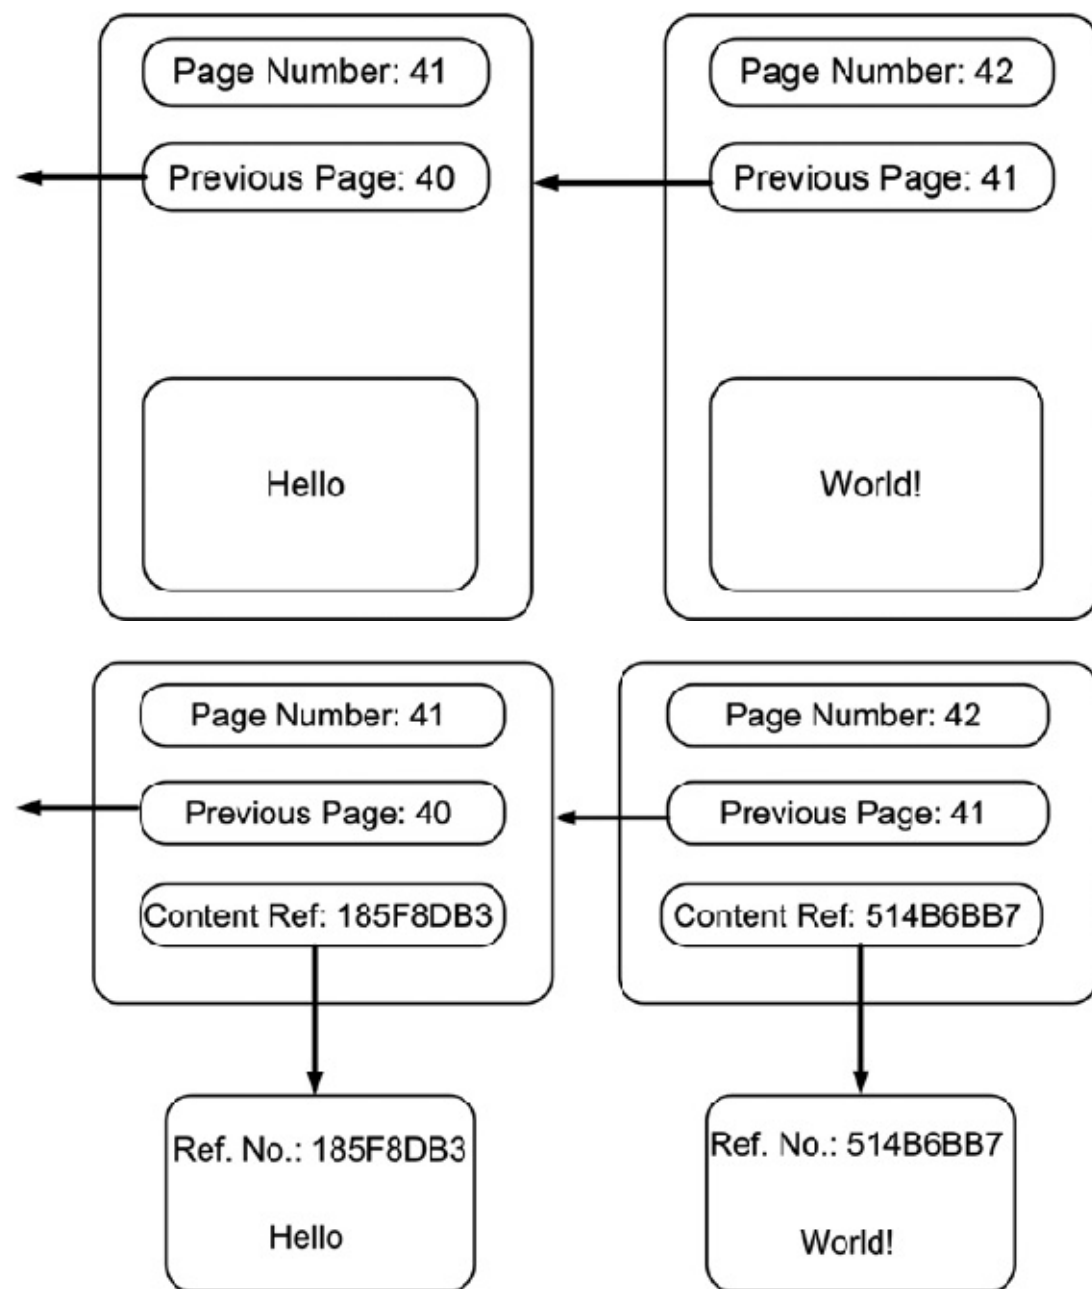 Page Number: 41
Page Number: 42
Previous Page: 40
Previous Page: 41
Hello
World!
Page Number: 41
Page Number: 42
Previous Page: 40
Previous Page: 41
Content Ref: 185F8DB3
Content Ref: 514B6BB7
Ref. No.: 185F8DB3
Ref. No.: 514B6BB7
Hello
World!